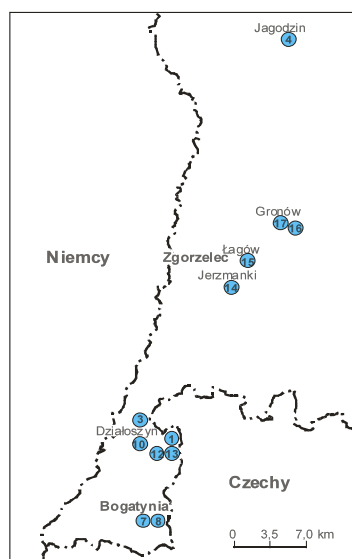 Jagodzin
4
Gronów
17
16
Niemcy
Zgorzelec
Łagów
15
Jerzmanki
14
3
Działoszyn
1
10
12
13
Czechy
Bogatynia
7
8
0 3,5 7,0 km